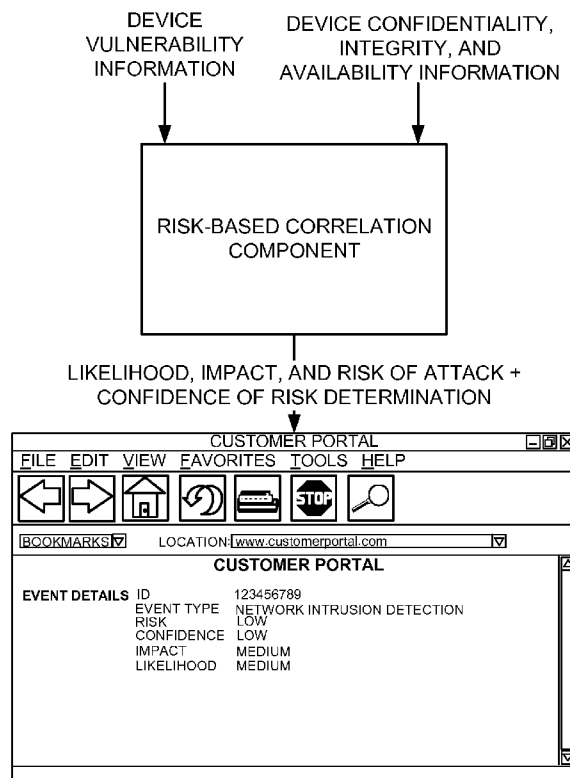 DEVICE
VULNERABILITY
INFORMATION
DEVICE CONFIDENTIALITY,
INTEGRITY, AND
AVAILABILITY INFORMATION
RISK-BASED CORRELATION
COMPONENT
LIKELIHOOD, IMPACT, AND RISK OF ATTACK +
CONFIDENCE OF RISK DETERMINATION
CUSTOMER PORTAL
FILE EDIT VIEW FAVORITES TOOLS HELP
STOP
BOOKMARKS LOCATION: www.customerportal.com
CUSTOMER PORTAL
EVENT DETAILS ID 123456789
EVENT TYPE NETWORK INTRUSION DETECTION
RISK LOW
CONFIDENCE LOW
IMPACT MEDIUM
LIKELIHOOD MEDIUM